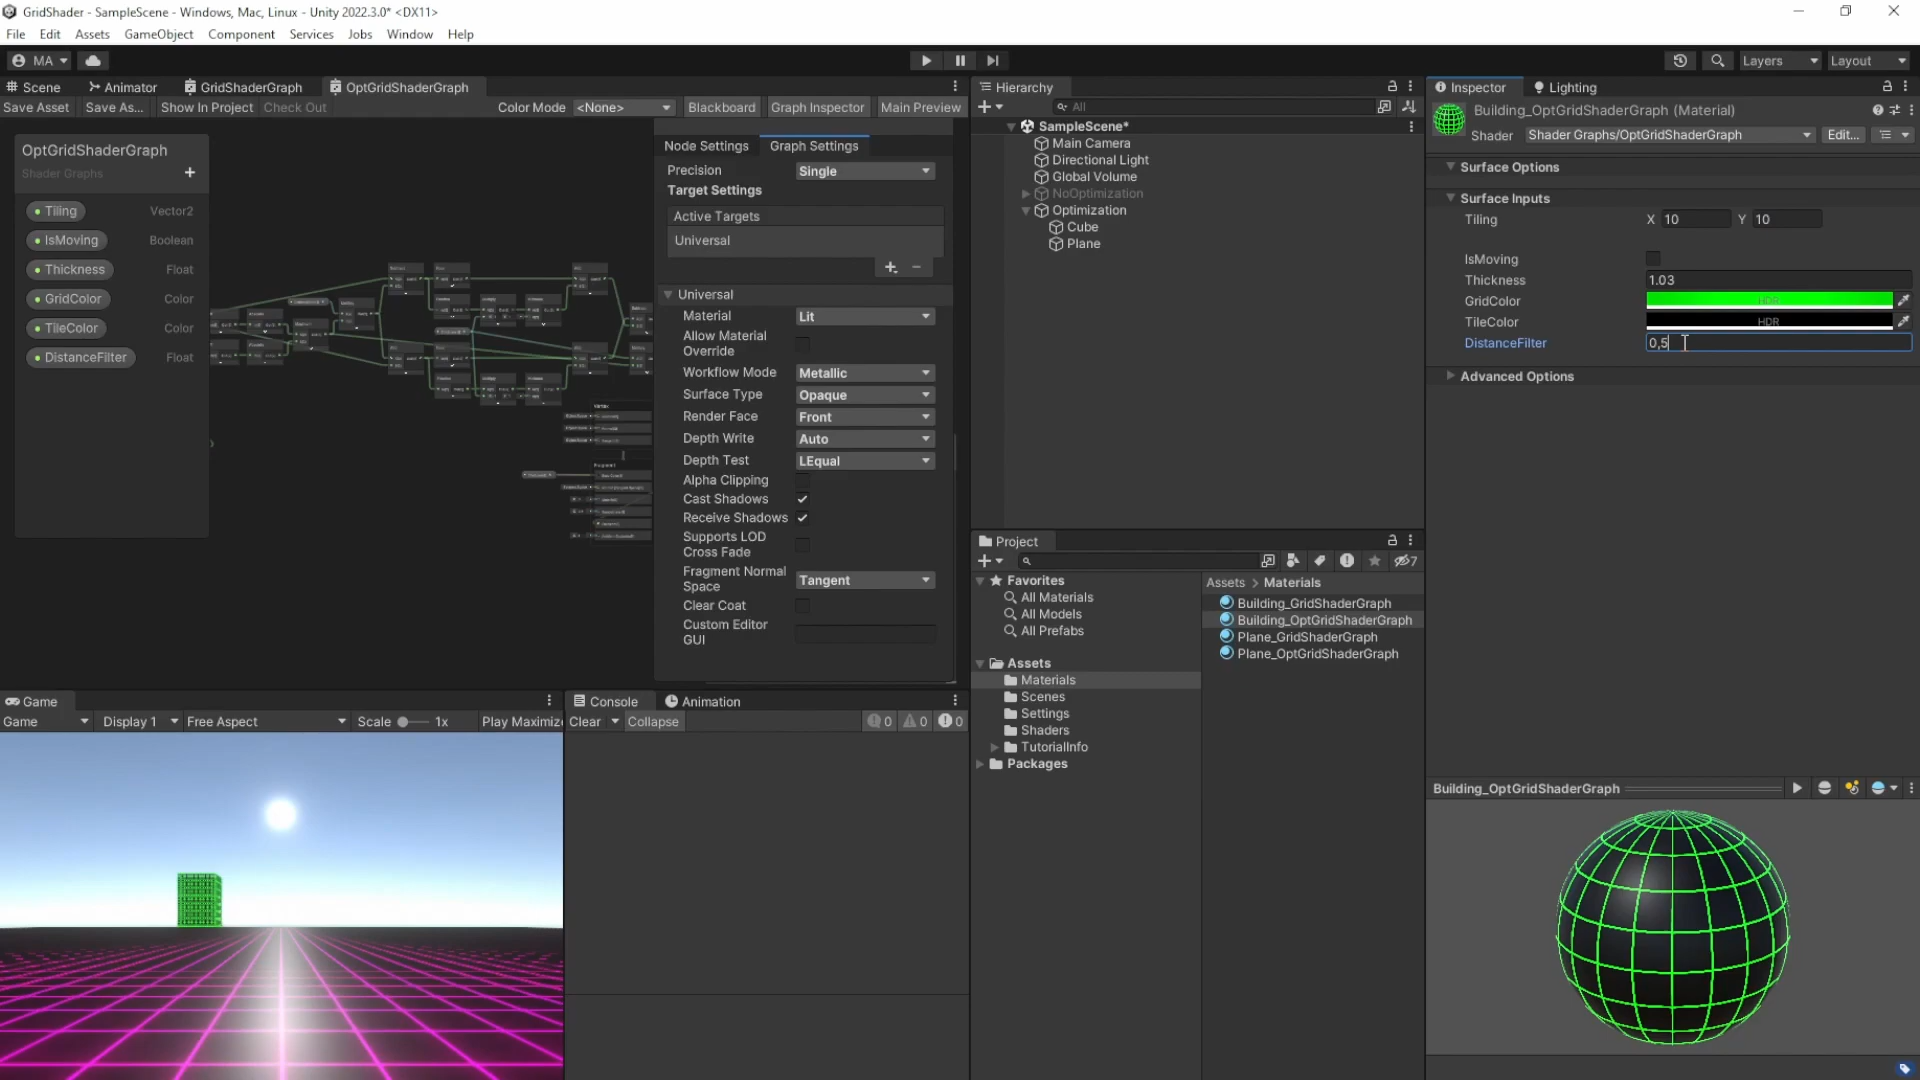 GridShader - SampleScene - Windows, Mac, Linux - Unity 2022.3.0* <DX11>
File Edit Assets GameObject Component Services Jobs Window Help
MA Layers Layout
Scene Animator GridShaderGraph OptGridShaderGraph
Save Asset Save As... Show In Project Check Out Color Mode <None> Blackboard Graph Inspector Main Preview
OptGridShaderGraph
Shader Graphs
Tiling Vector2
IsMoving Boolean
Thickness Float
GridColor Color
TileColor Color
DistanceFilter Float
Node Settings Graph Settings
Precision Single
Target Settings
Active Targets
Universal
Universal
Material Lit
Allow Material
Override
Workflow Mode Metallic
Surface Type Opaque
Render Face Front
Depth Write Auto
Depth Test LEqual
Alpha Clipping
Cast Shadows
Receive Shadows
Supports LOD
Cross Fade
Fragment Normal
Space Tangent
Clear Coat
Custom Editor
GUI
Hierarchy
All
SampleScene*
Main Camera
Directional Light
Global Volume
NoOptimization
Optimization
Cube
Plane
Inspector Lighting
Building_OptGridShaderGraph (Material)
Shader Shader Graphs/OptGridShaderGraph Edit...
Surface Options
Surface Inputs
Tiling X 10 Y 10
IsMoving
Thickness 1.03
GridColor HDR
TileColor HDR
DistanceFilter 0,5
Advanced Options
Project
7
Favorites
All Materials
All Models
All Prefabs
Assets
Materials
Scenes
Settings
Shaders
TutorialInfo
Packages
Assets > Materials
Building_GridShaderGraph
Building_OptGridShaderGraph
Plane_GridShaderGraph
Plane_OptGridShaderGraph
Game
Game Display 1 Free Aspect Scale 1x Play Maximiz
Console Animation
Clear Collapse 0 0 0
Building_OptGridShaderGraph